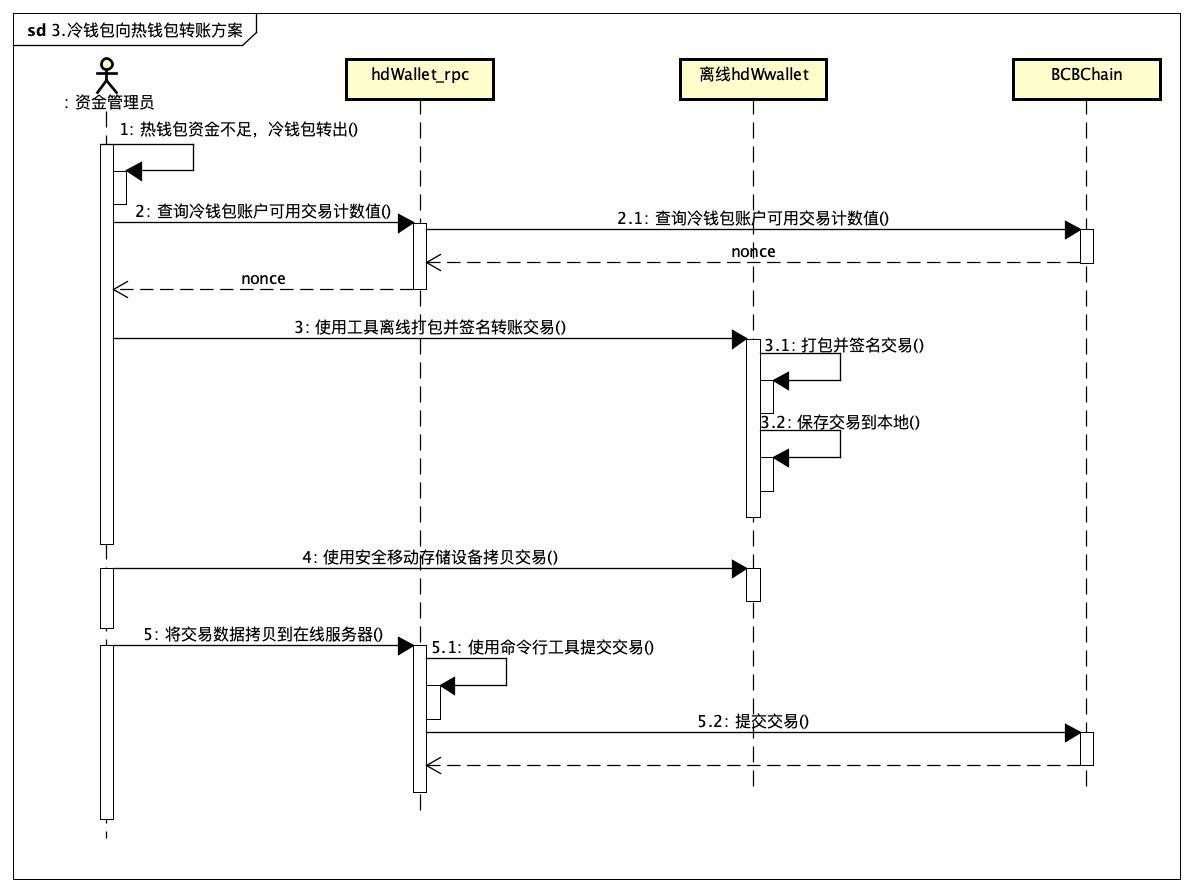 sd 3.冷钱包向热钱包转账方案
hdWallet_rpc
离线hdWwallet
BCBChain
: 资金管理员
1: 热钱包资金不足，冷钱包转出()
2: 查询冷钱包账户可用交易计数值()
2.1: 查询冷钱包账户可用交易计数值()
nonce
nonce
3: 使用工具离线打包并签名转账交易()
3.1: 打包并签名交易()
3.2: 保存交易到本地()
4: 使用安全移动存储设备拷贝交易()
5: 将交易数据拷贝到在线服务器()
5.1: 使用命令行工具提交交易()
5.2: 提交交易()